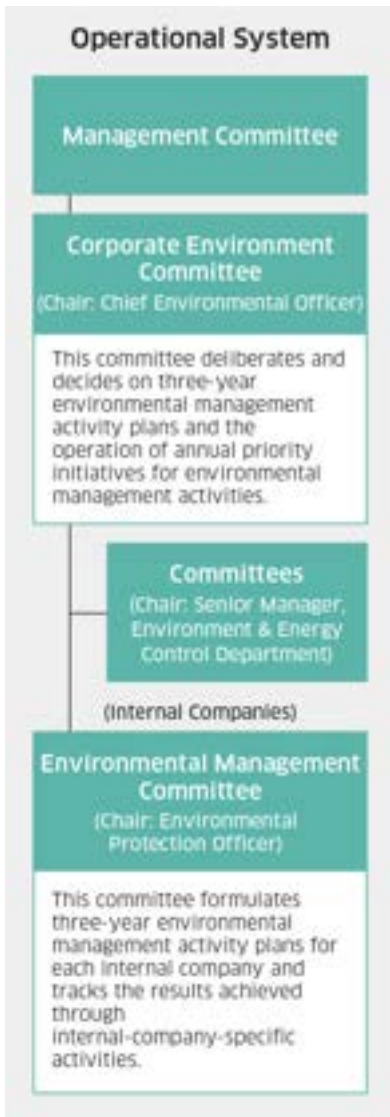 Operational System
Management Committee
Corporate Environment
Committee
(Chair: Chief Environmental Officer)
This committee deliberates and
decides on three-year
environmental management
activity plans and the
operation of annual priority
initiatives for environmental
management activities.
Committees
(Chair: Senior Manager,
Environment & Energy
Control Department)
(Internal Companies)
Environmental Management
Committee
(Chair: Environmental
Protection Officer)
This committee formulates
three-year environmental
management activity plans for
each internal company and
tracks the results achieved
through
internal-company-specific
activities.